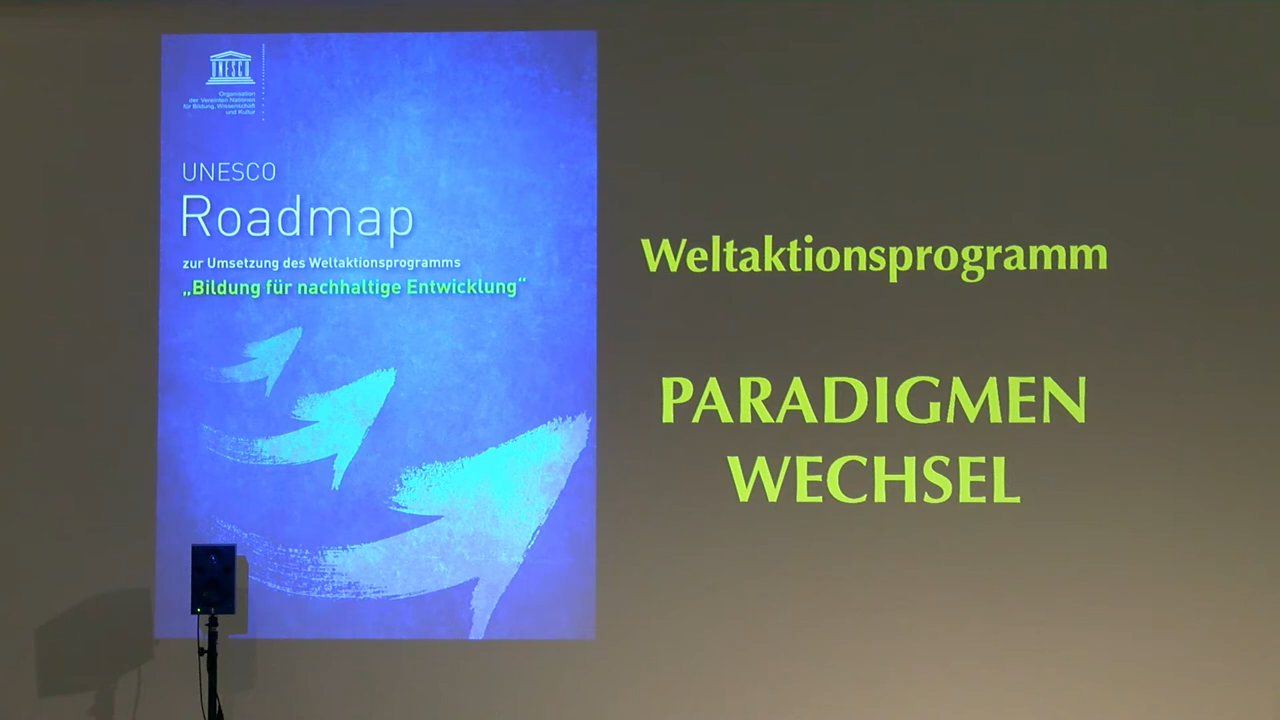 UNESCO
Organisation
der Vereinten Nationen
für Bildung, Wissenschaft
und Kultur
UNESCO
Roadmap
zur Umsetzung des Weltaktionsprogramms
„Bildung für nachhaltige Entwicklung“
Weltaktionsprogramm
PARADIGMEN
WECHSEL